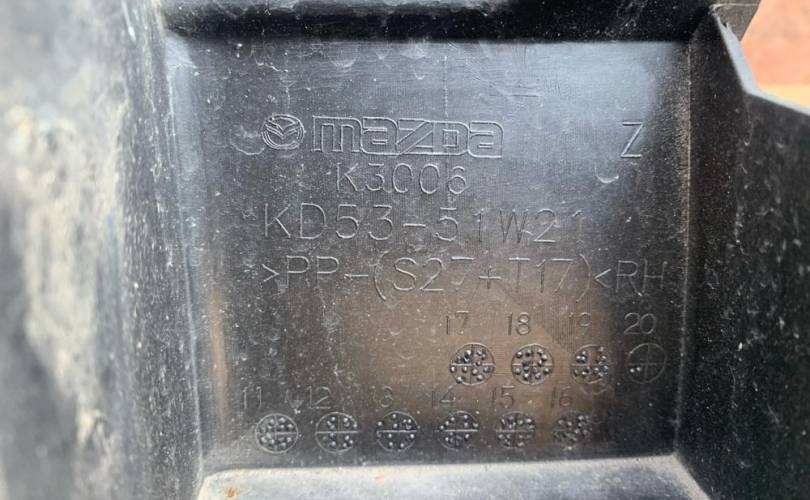 mazda Z
K3006
KD53-51W21
>PP-(S27+T17)<RH
17 18 19 20
11 12 13 14 15 16